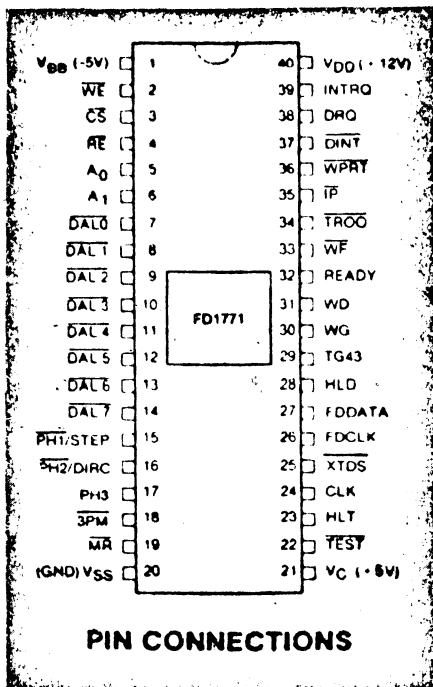 VBB (-5V) 1 40 VDD (+ 12V)
WE 2 39 INTRQ
CS 3 38 DRQ
RE 4 37 DINT
A0 5 36 WPRT
A1 6 35 IP
DAL0 7 34 TROO
DAL1 8 33 WF
DAL2 9 32 READY
DAL3 10 31 WD
FD1771
DAL4 11 30 WG
DAL5 12 29 TG43
DAL6 13 28 HLD
DAL7 14 27 FDDATA
PH1/STEP 15 26 FDCLK
PH2/DIRC 16 25 XTDS
PH3 17 24 CLK
3PM 18 23 HLT
MR 19 22 TEST
(GND) VSS 20 21 VC (+5V)
PIN CONNECTIONS